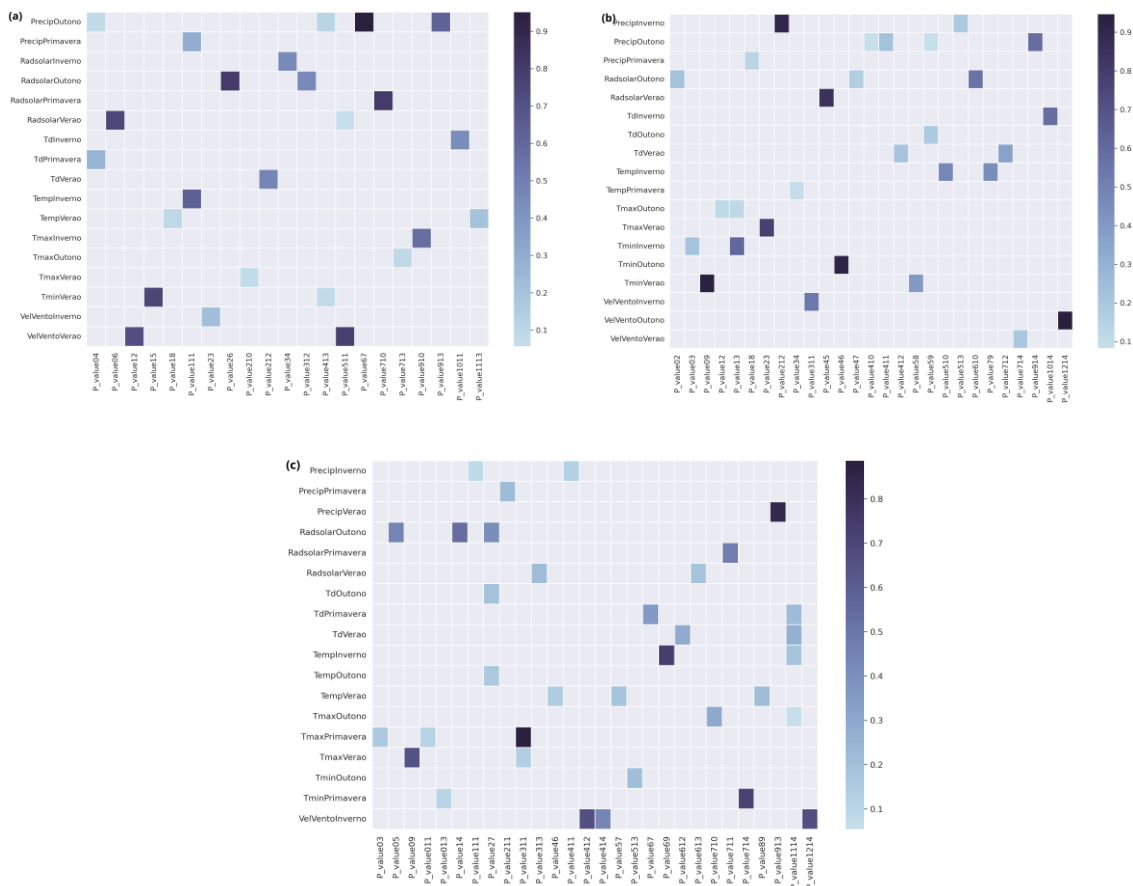 (a)
PrecipOutono
PrecipPrimavera
RadsolarInverno
RadsolarOutono
RadsolarPrimavera
RadsolarVerao
TdInverno
TdPrimavera
TdVerao
TempInverno
TempVerao
TmaxInverno
TmaxOutono
TmaxVerao
TminVerao
VelVentoInverno
VelVentoVerao
P_value04
P_value06
P_value12
P_value15
P_value18
P_value111
P_value23
P_value26
P_value210
P_value212
P_value34
P_value312
P_value413
P_value511
P_value67
P_value710
P_value713
P_value910
P_value913
P_value1011
P_value1113
0.9
0.8
0.7
0.6
0.5
0.4
0.3
0.2
0.1
(b)
PrecipInverno
PrecipOutono
PrecipPrimavera
RadsolarOutono
RadsolarVerao
TdInverno
TdOutono
TdVerao
TempInverno
TempPrimavera
TmaxOutono
TmaxVerao
TminInverno
TminOutono
TminVerao
VelVentoInverno
VelVentoOutono
VelVentoVerao
P_value02
P_value03
P_value09
P_value12
P_value13
P_value18
P_value23
P_value212
P_value34
P_value311
P_value45
P_value46
P_value47
P_value410
P_value411
P_value412
P_value58
P_value59
P_value510
P_value513
P_value610
P_value79
P_value712
P_value714
P_value914
P_value1014
P_value1214
0.9
0.8
0.7
0.6
0.5
0.4
0.3
0.2
0.1
(c)
PrecipInverno
PrecipPrimavera
PrecipVerao
RadsolarOutono
RadsolarPrimavera
RadsolarVerao
TdOutono
TdPrimavera
TdVerao
TempInverno
TempOutono
TempVerao
TmaxOutono
TmaxPrimavera
TmaxVerao
TminOutono
TminPrimavera
VelVentoInverno
P_value03
P_value05
P_value09
P_value011
P_value013
P_value14
P_value111
P_value27
P_value211
P_value311
P_value313
P_value46
P_value411
P_value412
P_value414
P_value57
P_value513
P_value67
P_value69
P_value612
P_value613
P_value710
P_value711
P_value714
P_value89
P_value913
P_value1114
P_value1214
0.8
0.7
0.6
0.5
0.4
0.3
0.2
0.1